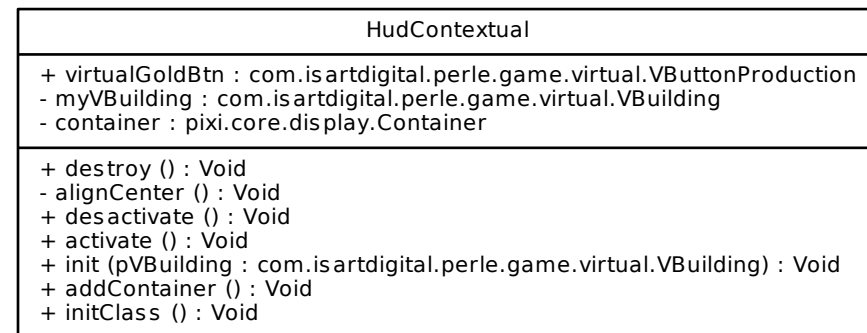 HudContextual
+ virtualGoldBtn : com.isartdigital.perle.game.virtual.VButtonProduction
- myVBuilding : com.isartdigital.perle.game.virtual.VBuilding
- container : pixi.core.display.Container
+ destroy () : Void
- alignCenter () : Void
+ desactivate () : Void
+ activate () : Void
+ init (pVBuilding : com.isartdigital.perle.game.virtual.VBuilding) : Void
+ addContainer () : Void
+ initClass () : Void